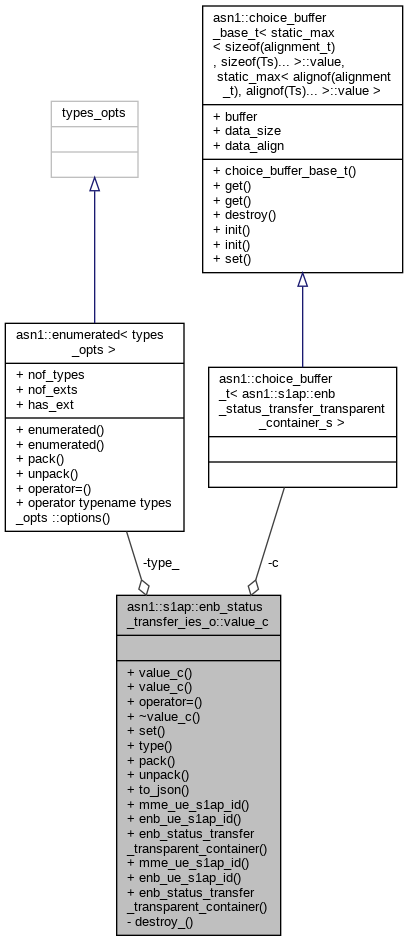 asn1::choice_buffer
_base_t< static_max
< sizeof(alignment_t)
, sizeof(Ts)... >::value,
static_max< alignof(alignment
_t), alignof(Ts)... >::value >
+ buffer
+ data_size
+ data_align
+ choice_buffer_base_t()
+ get()
+ get()
+ destroy()
+ init()
+ init()
+ set()
types_opts
asn1::enumerated< types
_opts >
+ nof_types
+ nof_exts
+ has_ext
+ enumerated()
+ enumerated()
+ pack()
+ unpack()
+ operator=()
+ operator typename types
_opts ::options()
asn1::choice_buffer
_t< asn1::s1ap::enb
_status_transfer_transparent
_container_s >
-type_
-c
asn1::s1ap::enb_status
_transfer_ies_o::value_c
+ value_c()
+ value_c()
+ operator=()
+ ~value_c()
+ set()
+ type()
+ pack()
+ unpack()
+ to_json()
+ mme_ue_s1ap_id()
+ enb_ue_s1ap_id()
+ enb_status_transfer
_transparent_container()
+ mme_ue_s1ap_id()
+ enb_ue_s1ap_id()
+ enb_status_transfer
_transparent_container()
- destroy_()